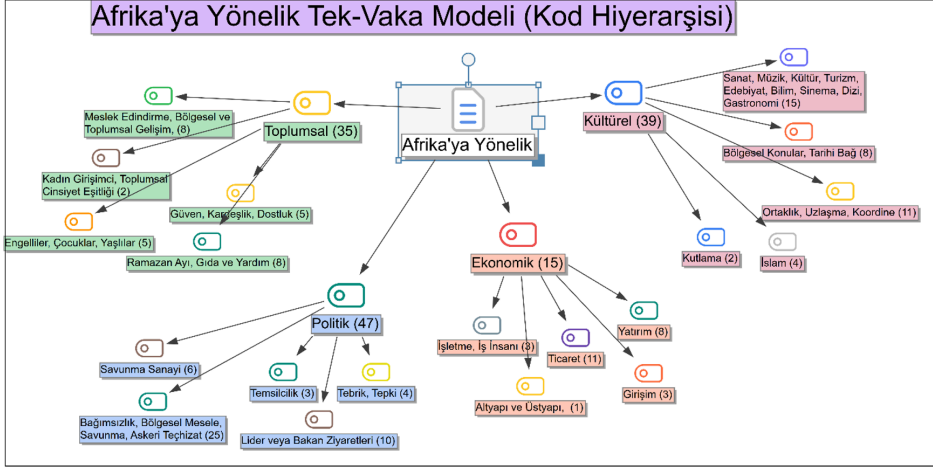 Afrika'ya Yönelik Tek-Vaka Modeli (Kod Hiyerarşisi)
Afrika'ya Yönelik
Toplumsal (35)
Meslek Edindirme, Bölgesel ve
Toplumsal Gelişim, (8)
Kadın Girişimci, Toplumsal
Cinsiyet Eşitliği (2)
Güven, Kardeşlik, Dostluk (5)
Engelliler, Çocuklar, Yaşlılar (5)
Ramazan Ayı, Gıda ve Yardım (8)
Kültürel (39)
Sanat, Müzik, Kültür, Turizm,
Edebiyat, Bilim, Sinema, Dizi,
Gastronomi (15)
Bölgesel Konular, Tarihi Bağ (8)
Ortaklık, Uzlaşma, Koordine (11)
Kutlama (2)
İslam (4)
Politik (47)
Savunma Sanayi (6)
Bağımsızlık, Bölgesel Mesele,
Savunma, Askeri Teçhizat (25)
Temsilcilik (3)
Tebrik, Tepki (4)
Lider veya Bakan Ziyaretleri (10)
Ekonomik (15)
İşletme, İş İnsanı (3)
Ticaret (11)
Yatırım (8)
Altyapı ve Üstyapı, (1)
Girişim (3)